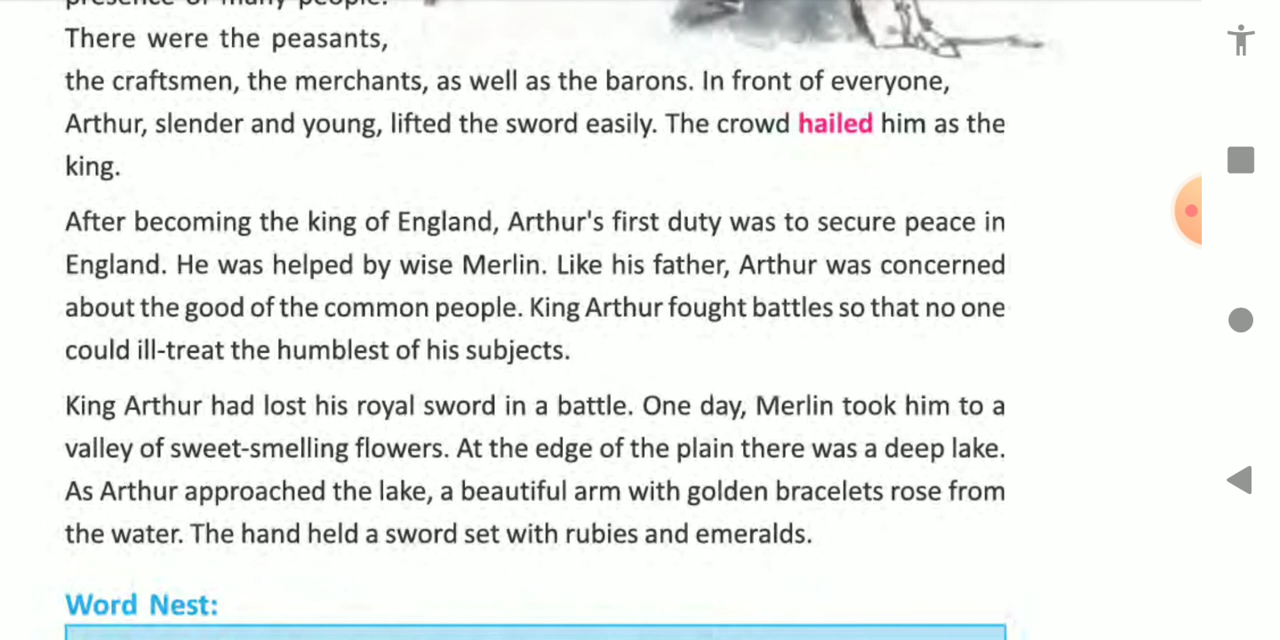 presence of many people.
There were the peasants,
the craftsmen, the merchants, as well as the barons. In front of everyone,
Arthur, slender and young, lifted the sword easily. The crowd hailed him as the
king.
After becoming the king of England, Arthur's first duty was to secure peace in
England. He was helped by wise Merlin. Like his father, Arthur was concerned
about the good of the common people. King Arthur fought battles so that no one
could ill-treat the humblest of his subjects.
King Arthur had lost his royal sword in a battle. One day, Merlin took him to a
valley of sweet-smelling flowers. At the edge of the plain there was a deep lake.
As Arthur approached the lake, a beautiful arm with golden bracelets rose from
the water. The hand held a sword set with rubies and emeralds.
Word Nest: